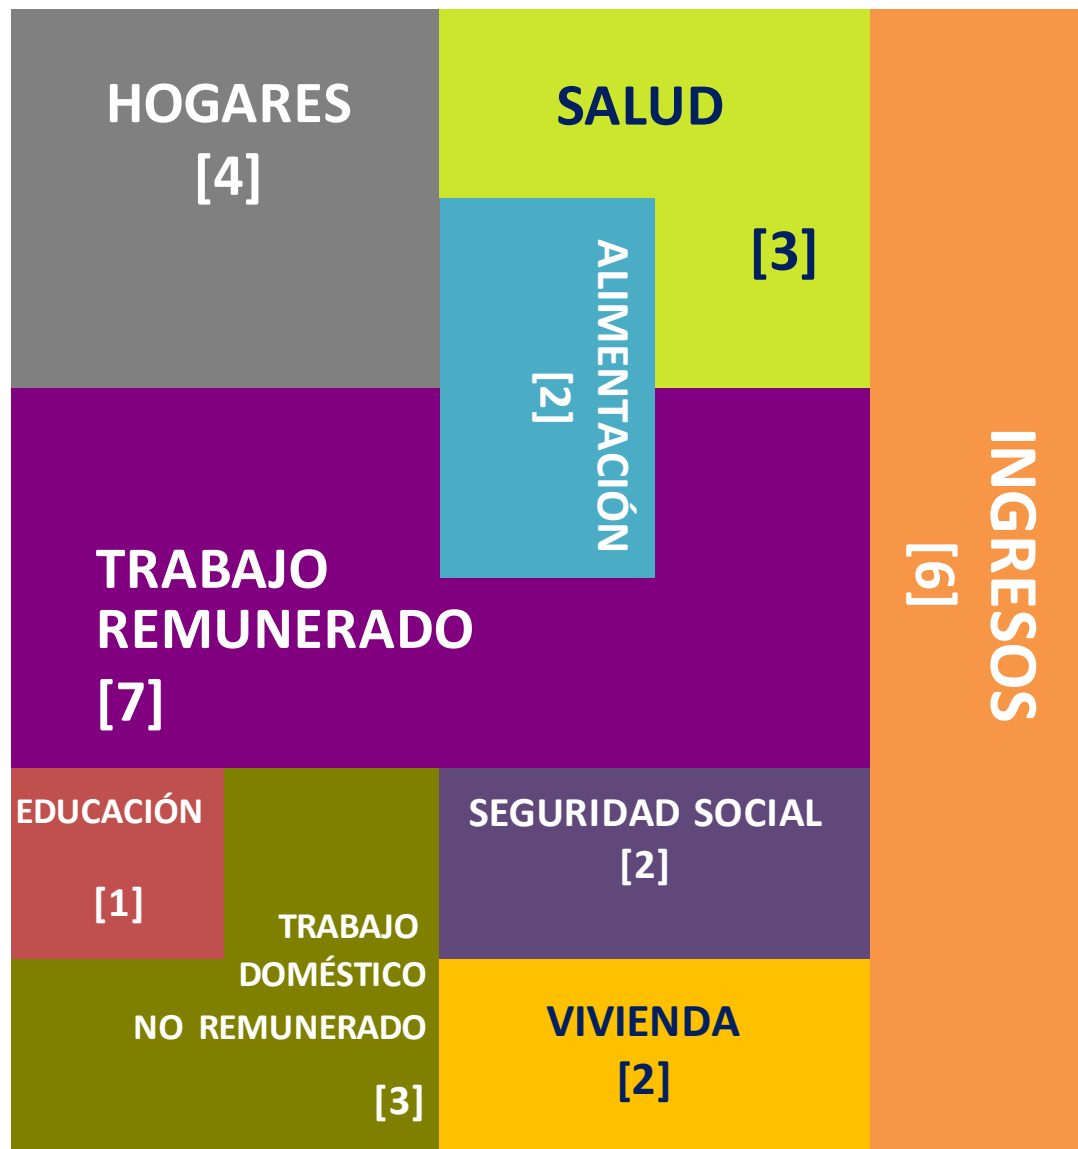 HOGARES
[4]
SALUD
[3]
ALIMENTACIÓN
[2]
INGRESOS
[6]
TRABAJO
REMUNERADO
[7]
EDUCACIÓN
[1]
TRABAJO
DOMÉSTICO
NO REMUNERADO
[3]
SEGURIDAD SOCIAL
[2]
VIVIENDA
[2]